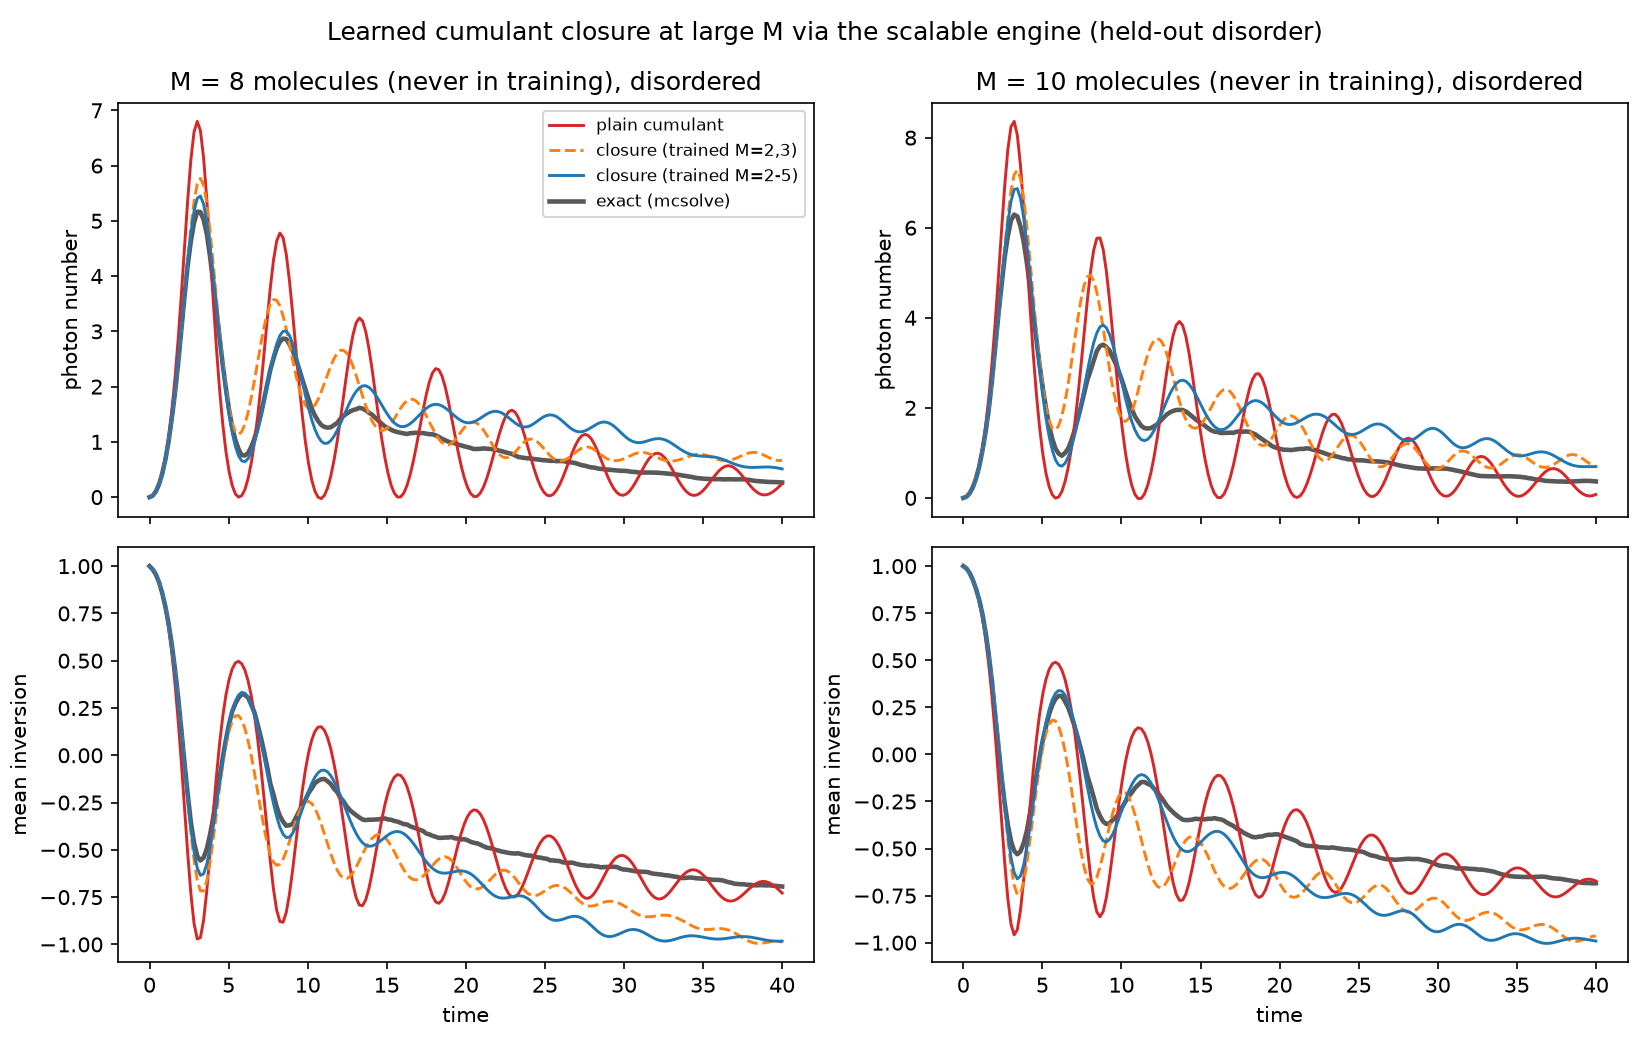 Learned cumulant closure at large M via the scalable engine (held-out disorder)
M = 8 molecules (never in training), disordered
7
6
5
4
3
2
1
0
photon number
plain cumulant
closure (trained M=2,3)
closure (trained M=2-5)
exact (mcsolve)
M = 10 molecules (never in training), disordered
8
6
4
2
0
photon number
1.00
0.75
0.50
0.25
0.00
−0.25
−0.50
−0.75
−1.00
mean inversion
0 5 10 15 20 25 30 35 40
time
1.00
0.75
0.50
0.25
0.00
−0.25
−0.50
−0.75
−1.00
mean inversion
0 5 10 15 20 25 30 35 40
time